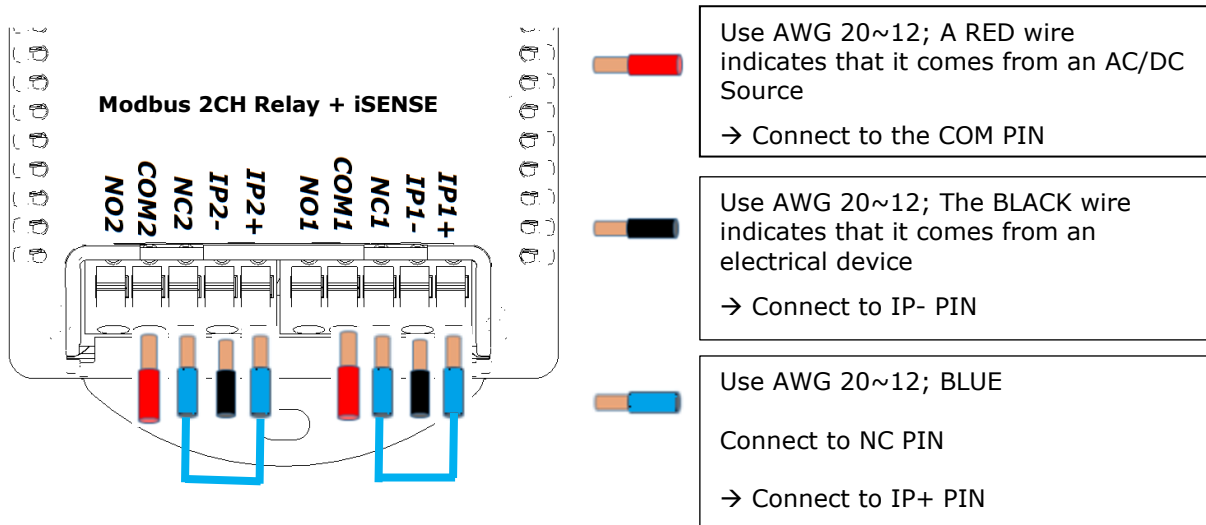 Modbus 2CH Relay + iSENSE
NO2
COM2
NC2
IP2-
IP2+
NO1
COM1
NC1
IP1-
IP1+
Use AWG 20~12; A RED wire
indicates that it comes from an AC/DC
Source
→ Connect to the COM PIN
Use AWG 20~12; The BLACK wire
indicates that it comes from an
electrical device
→ Connect to IP- PIN
Use AWG 20~12; BLUE
Connect to NC PIN
→ Connect to IP+ PIN